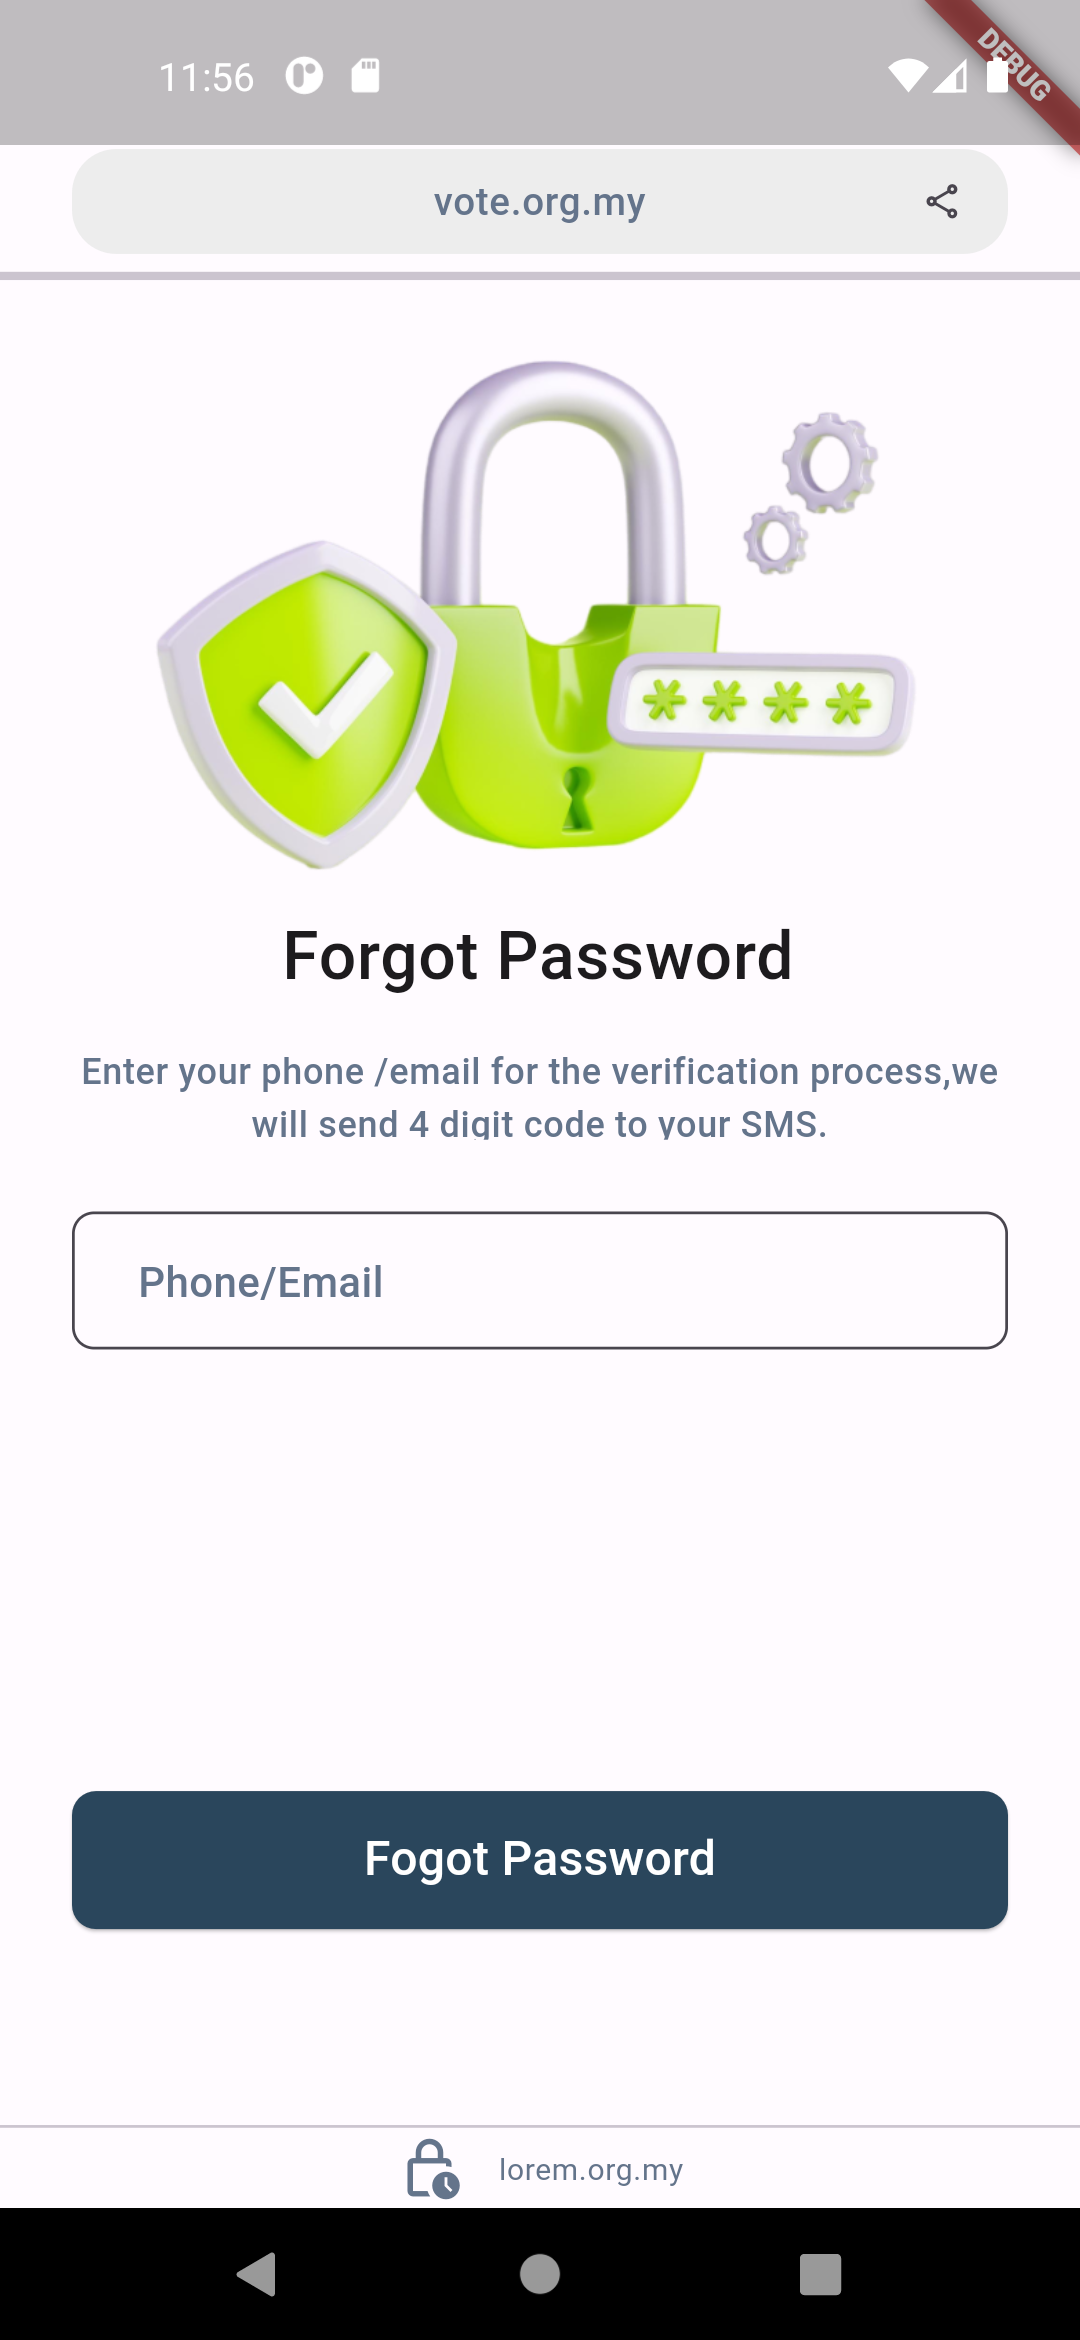 11:56
DEBUG
vote.org.my
* * * *
Forgot Password
Enter your phone /email for the verification process,we
will send 4 digit code to your SMS.
Phone/Email
Fogot Password
lorem.org.my